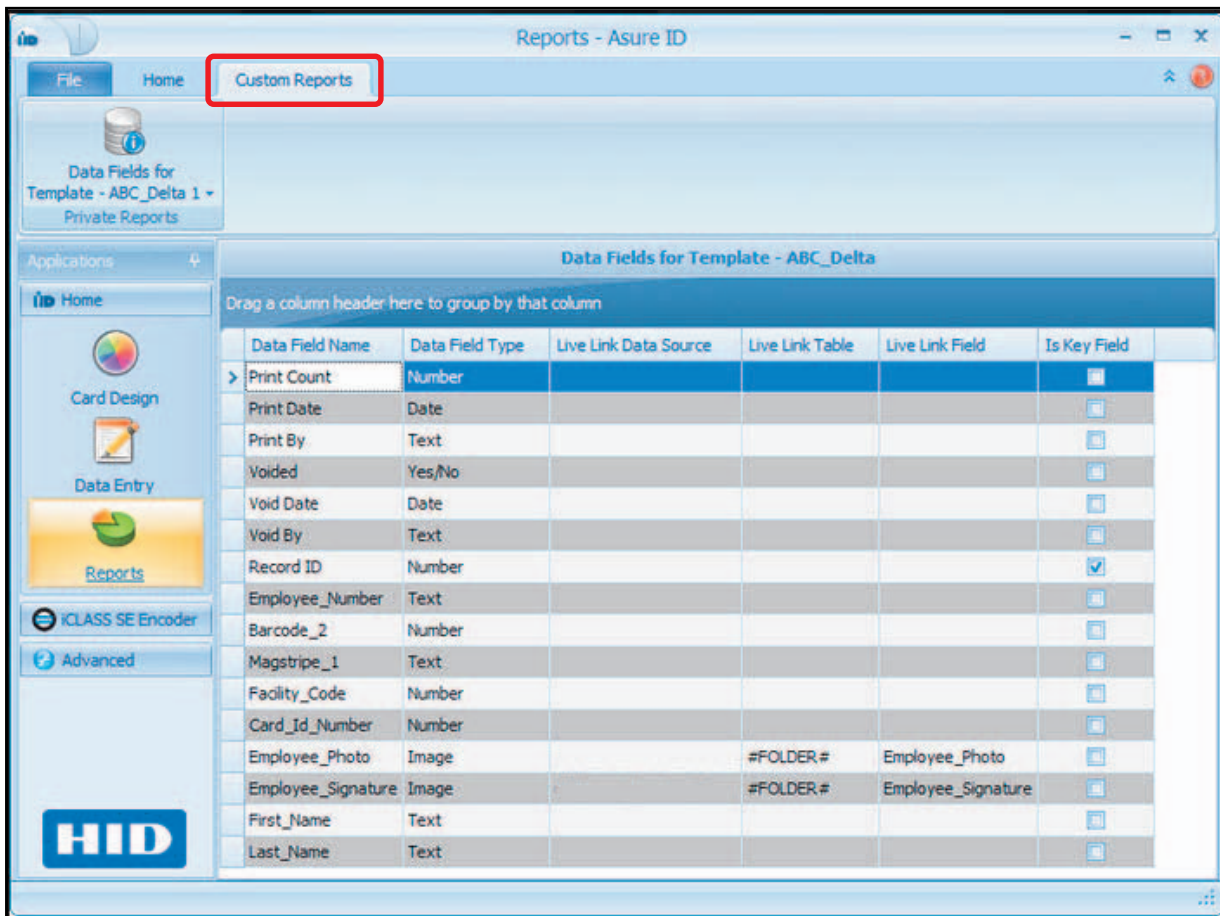 Reports - Asure ID
File Home Custom Reports
Data Fields for
Template - ABC_Delta 1
Private Reports
Applications
Data Fields for Template - ABC_Delta
ID Home
Drag a column header here to group by that column
Card Design
Data Entry
Reports
iCLASS SE Encoder
Advanced
HID
Data Field Name Data Field Type Live Link Data Source Live Link Table Live Link Field Is Key Field
Print Count Number
Print Date Date
Print By Text
Voided Yes/No
Void Date Date
Void By Text
Record ID Number
Employee_Number Text
Barcode_2 Number
Magstripe_1 Text
Facility_Code Number
Card_Id_Number Number
Employee_Photo Image #FOLDER# Employee_Photo
Employee_Signature Image #FOLDER# Employee_Signature
First_Name Text
Last_Name Text